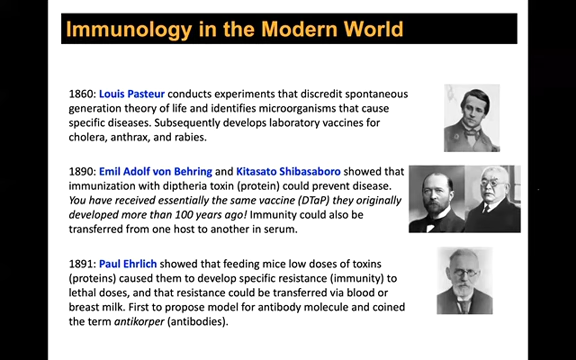 Immunology in the Modern World
1860: Louis Pasteur conducts experiments that discredit spontaneous
generation theory of life and identifies microorganisms that cause
specific diseases. Subsequently develops laboratory vaccines for
cholera, anthrax, and rabies.
1890: Emil Adolf von Behring and Kitasato Shibasaboro showed that
immunization with diptheria toxin (protein) could prevent disease.
You have received essentially the same vaccine (DTaP) they originally
developed more than 100 years ago! Immunity could also be
transferred from one host to another in serum.
1891: Paul Ehrlich showed that feeding mice low doses of toxins
(proteins) caused them to develop specific resistance (immunity) to
lethal doses, and that resistance could be transferred via blood or
breast milk. First to propose model for antibody molecule and coined
the term antikorper (antibodies).